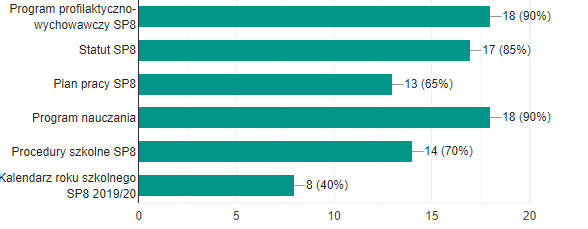 Program profilaktyczno-
wychowawczy SP8
18 (90%)
Statut SP8
17 (85%)
Plan pracy SP8
13 (65%)
Program nauczania
18 (90%)
Procedury szkolne SP8
14 (70%)
Kalendarz roku szkolnego
SP8 2019/20
8 (40%)
0 5 10 15 20